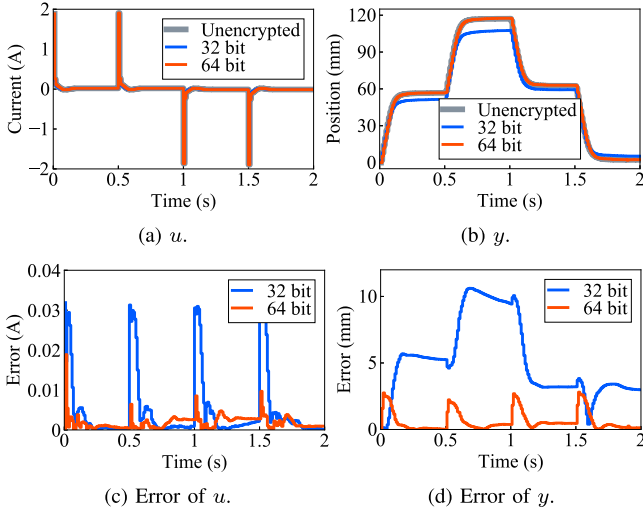 2
1
0
−1
−2
Current (A)
Unencrypted
32 bit
64 bit
0 0.5 1 1.5 2
Time (s)
(a) u.
120
90
60
30
0
Position (mm)
Unencrypted
32 bit
64 bit
0 0.5 1 1.5 2
Time (s)
(b) y.
0.04
0.03
0.02
0.01
0
Error (A)
32 bit
64 bit
0 0.5 1 1.5 2
Time (s)
(c) Error of u.
10
5
0
Error (mm)
32 bit
64 bit
0 0.5 1 1.5 2
Time (s)
(d) Error of y.